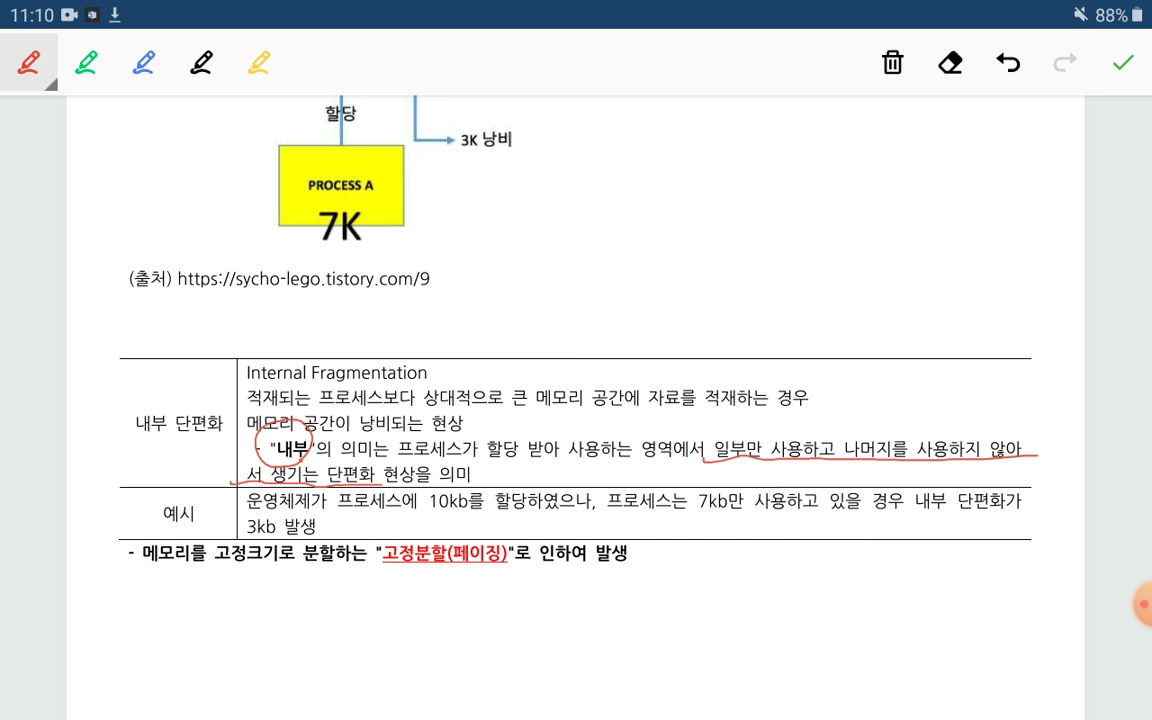 11:10
88%
할당
3K 낭비
PROCESS A
7K
(출처) https://sycho-lego.tistory.com/9
Internal Fragmentation
적재되는 프로세스보다 상대적으로 큰 메모리 공간에 자료를 적재하는 경우
내부 단편화
메모리 공간이 낭비되는 현상
- "내부"의 의미는 프로세스가 할당 받아 사용하는 영역에서 일부만 사용하고 나머지를 사용하지 않아
서 생기는 단편화 현상을 의미
예시
운영체제가 프로세스에 10kb를 할당하였으나, 프로세스는 7kb만 사용하고 있을 경우 내부 단편화가
3kb 발생
- 메모리를 고정크기로 분할하는 "고정분할(페이징)"로 인하여 발생